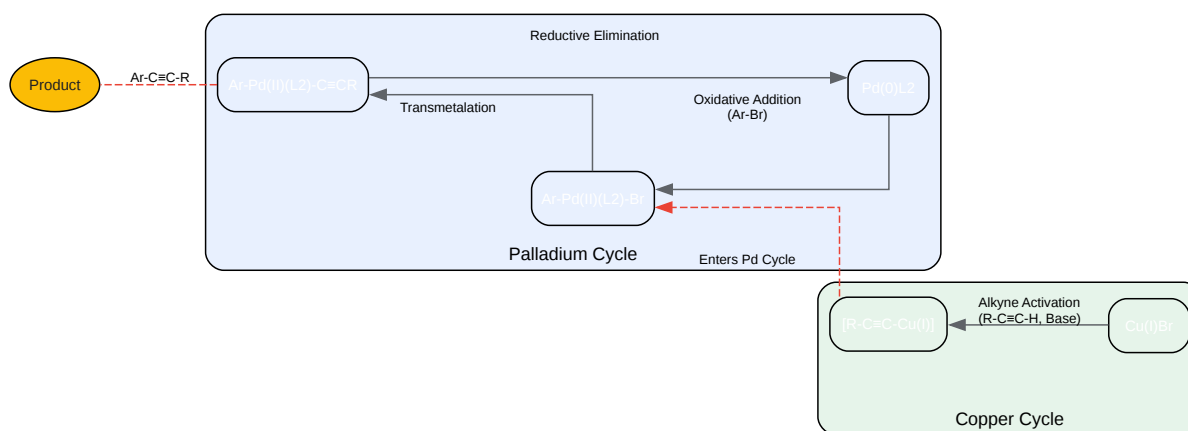 Reductive Elimination
Product
Ar-C≡C-R
Ar-Pd(II)(L2)-C≡CR
Pd(0)L2
Transmetalation
Oxidative Addition
(Ar-Br)
Ar-Pd(II)(L2)-Br
Palladium Cycle
Enters Pd Cycle
[R-C≡C-Cu(I)]
Alkyne Activation
(R-C≡C-H, Base)
Cu(I)Br
Copper Cycle